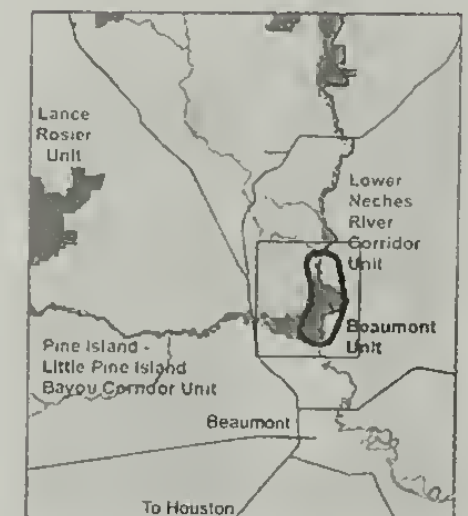 Lance
Rosier
Unit
Lower
Neches
River
Corridor
Unit
Beaumont
Unit
Pine Island -
Little Pine Island
Bayou Corridor Unit
Beaumont
To Houston